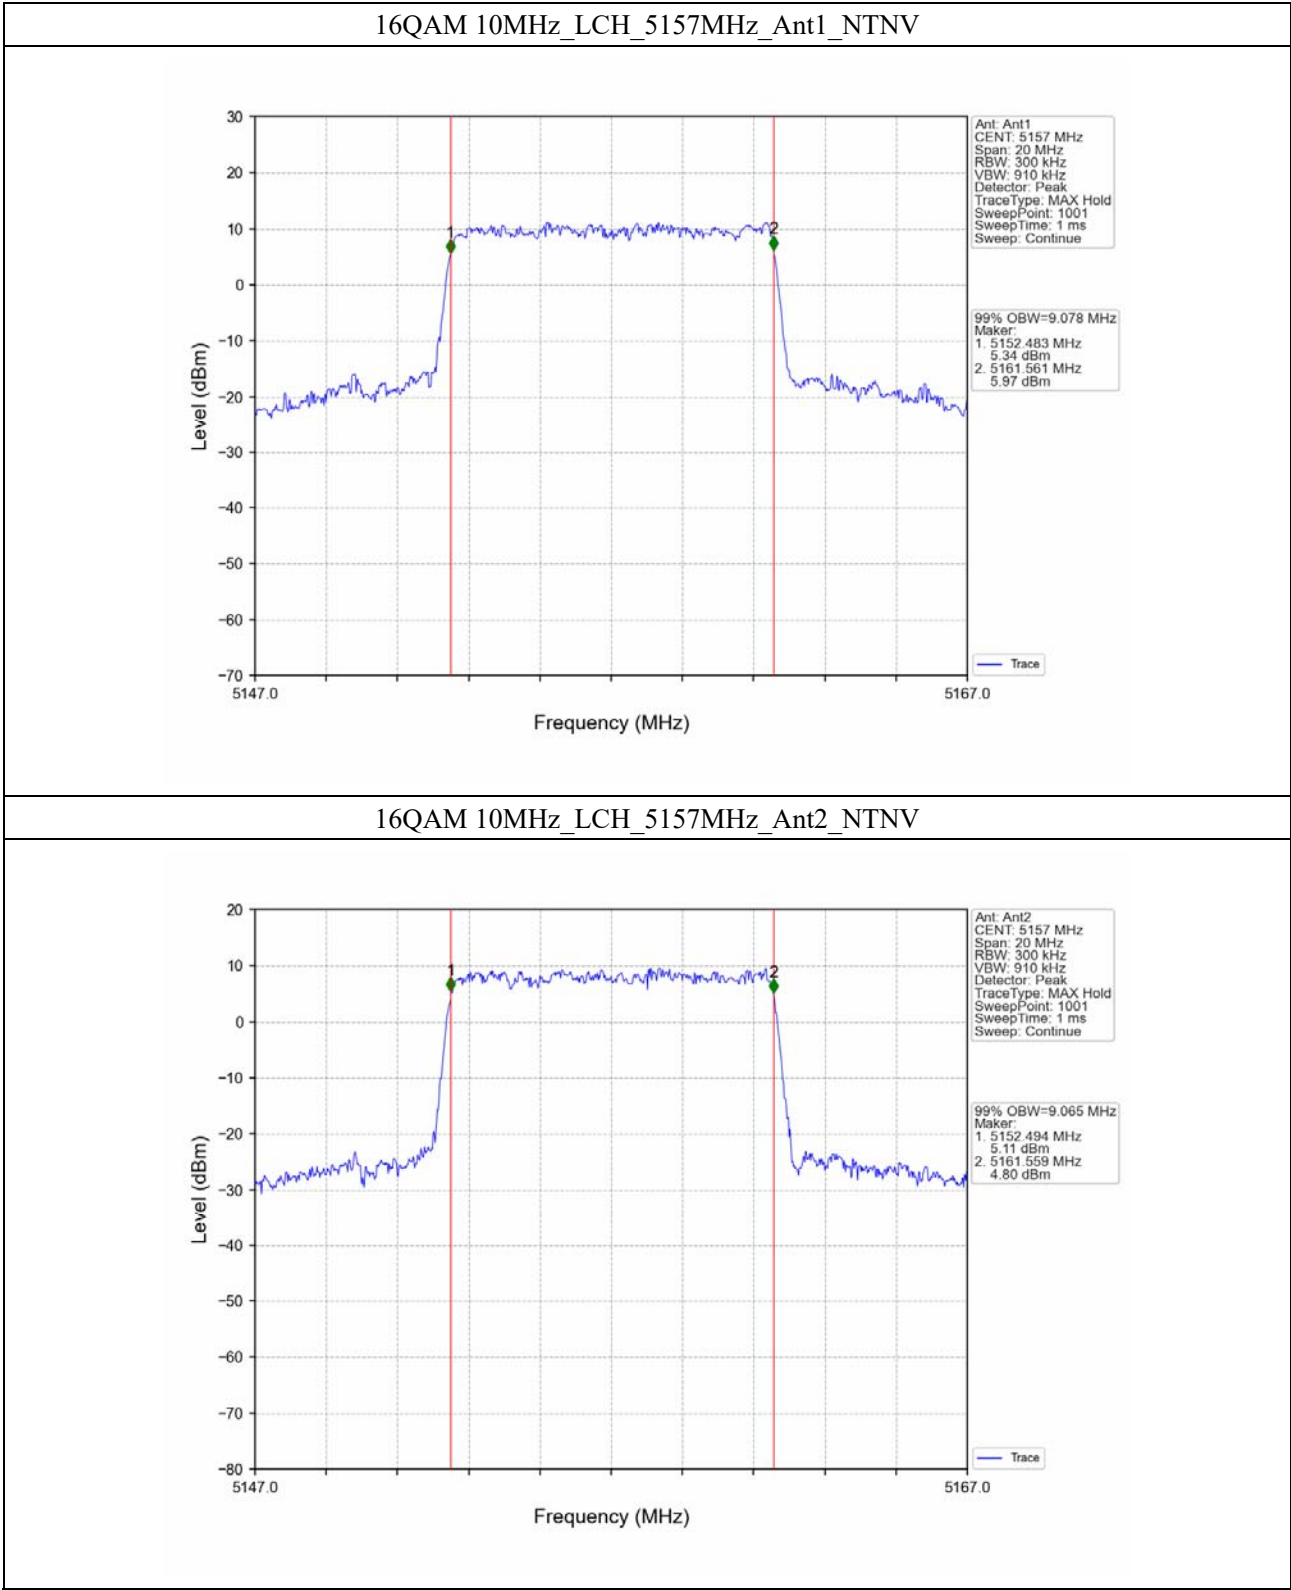 16QAM 10MHz_LCH_5157MHz_Ant1_NTNV
30
20
10
0
−10
−20
−30
−40
−50
−60
−70
Level (dBm)
1
2
5147.0
5167.0
Frequency (MHz)
Ant: Ant1
CENT: 5157 MHz
Span: 20 MHz
RBW: 300 kHz
VBW: 910 kHz
Detector: Peak
TraceType: MAX Hold
SweepPoint: 1001
SweepTime: 1 ms
Sweep: Continue
99% OBW=9.078 MHz
Maker:
1. 5152.483 MHz
5.34 dBm
2. 5161.561 MHz
5.97 dBm
Trace
16QAM 10MHz_LCH_5157MHz_Ant2_NTNV
20
10
0
−10
−20
−30
−40
−50
−60
−70
−80
Level (dBm)
1
2
5147.0
5167.0
Frequency (MHz)
Ant: Ant2
CENT: 5157 MHz
Span: 20 MHz
RBW: 300 kHz
VBW: 910 kHz
Detector: Peak
TraceType: MAX Hold
SweepPoint: 1001
SweepTime: 1 ms
Sweep: Continue
99% OBW=9.065 MHz
Maker:
1. 5152.494 MHz
5.11 dBm
2. 5161.559 MHz
4.80 dBm
Trace